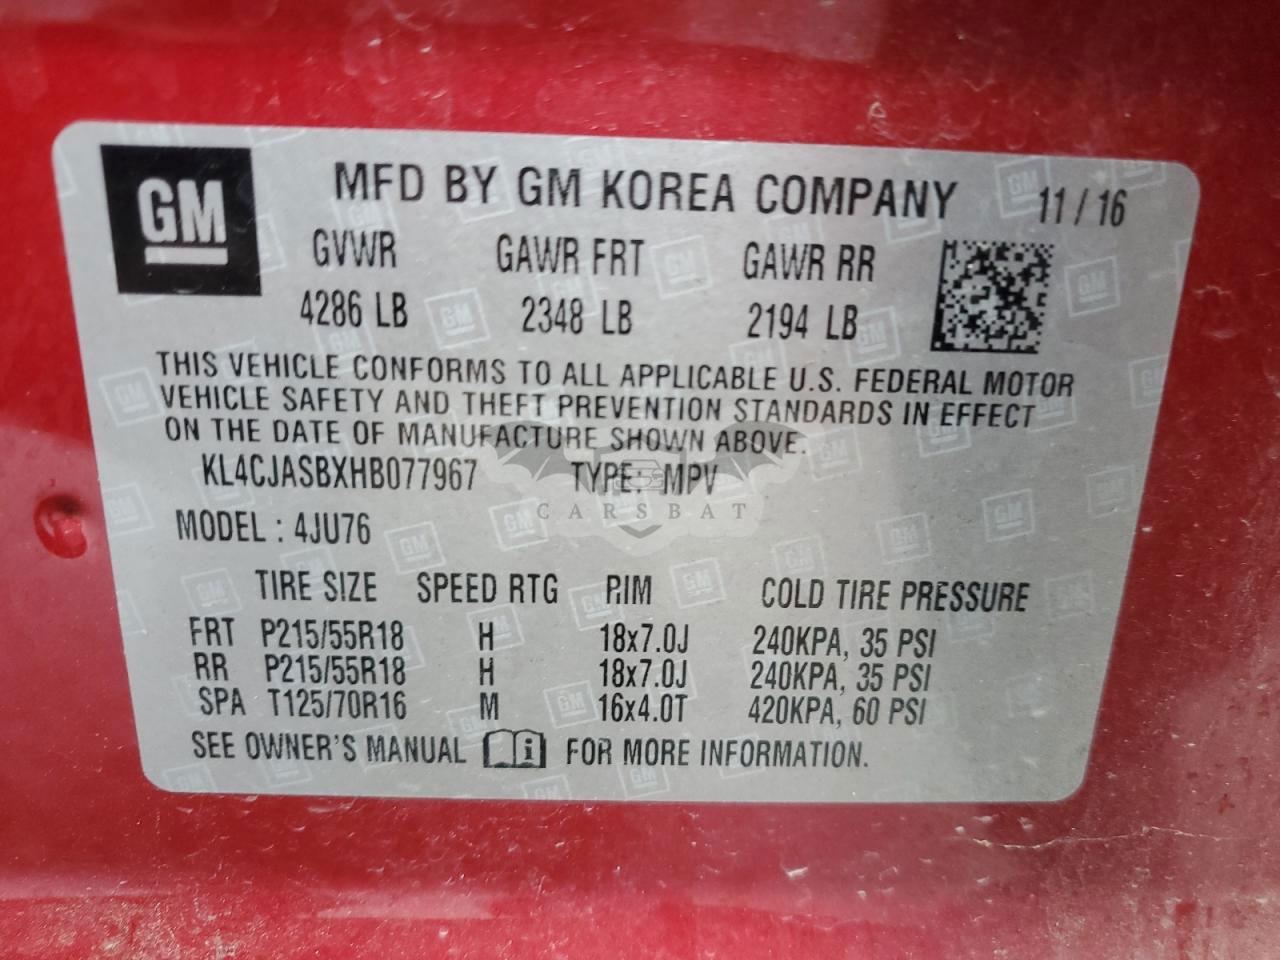 GM
MFD BY GM KOREA COMPANY 11 / 16
GVWR GAWR FRT GAWR RR
4286 LB 2348 LB 2194 LB
THIS VEHICLE CONFORMS TO ALL APPLICABLE U.S. FEDERAL MOTOR
VEHICLE SAFETY AND THEFT PREVENTION STANDARDS IN EFFECT
ON THE DATE OF MANUFACTURE SHOWN ABOVE.
KL4CJASBXHB077967 TYPE: MPV
CARSBAT
MODEL : 4JU76
TIRE SIZE SPEED RTG RIM COLD TIRE PRESSURE
FRT P215/55R18 H 18x7.0J 240KPA, 35 PSI
RR P215/55R18 H 18x7.0J 240KPA, 35 PSI
SPA T125/70R16 M 16x4.0T 420KPA, 60 PSI
SEE OWNER'S MANUAL i FOR MORE INFORMATION.